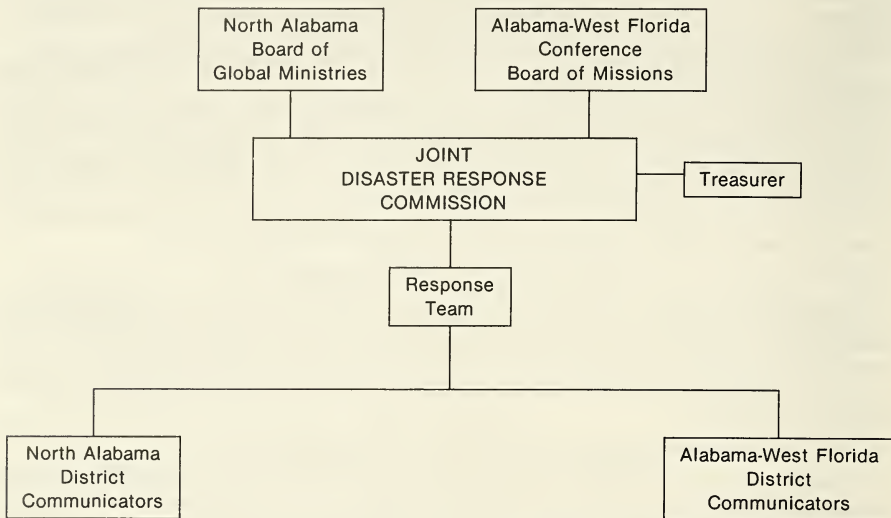 North Alabama
Board of
Global Ministries
Alabama-West Florida
Conference
Board of Missions
JOINT
DISASTER RESPONSE
COMMISSION
Treasurer
Response
Team
North Alabama
District
Communicators
Alabama-West Florida
District
Communicators